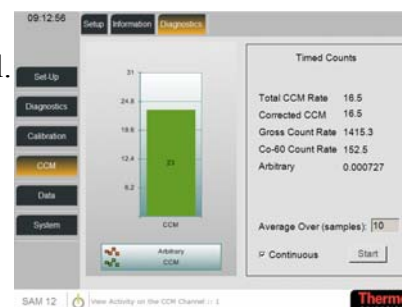 09:12:56
Setup Information Diagnostics
l.
Set Up
Diagnostics
Calibration
CCM
Data
System
31
24.8
18.6
12.4
6.2
23
CCM
Arbitrary
CCM
Timed Counts
Total CCM Rate 16.5
Corrected CCM 16.5
Gross Count Rate 1415.3
Co-60 Count Rate 152.5
Arbitrary 0.000727
Average Over (samples): 10
Continuous Start
SAM 12 View Activity on the CCM Channel :: 1
Thermo